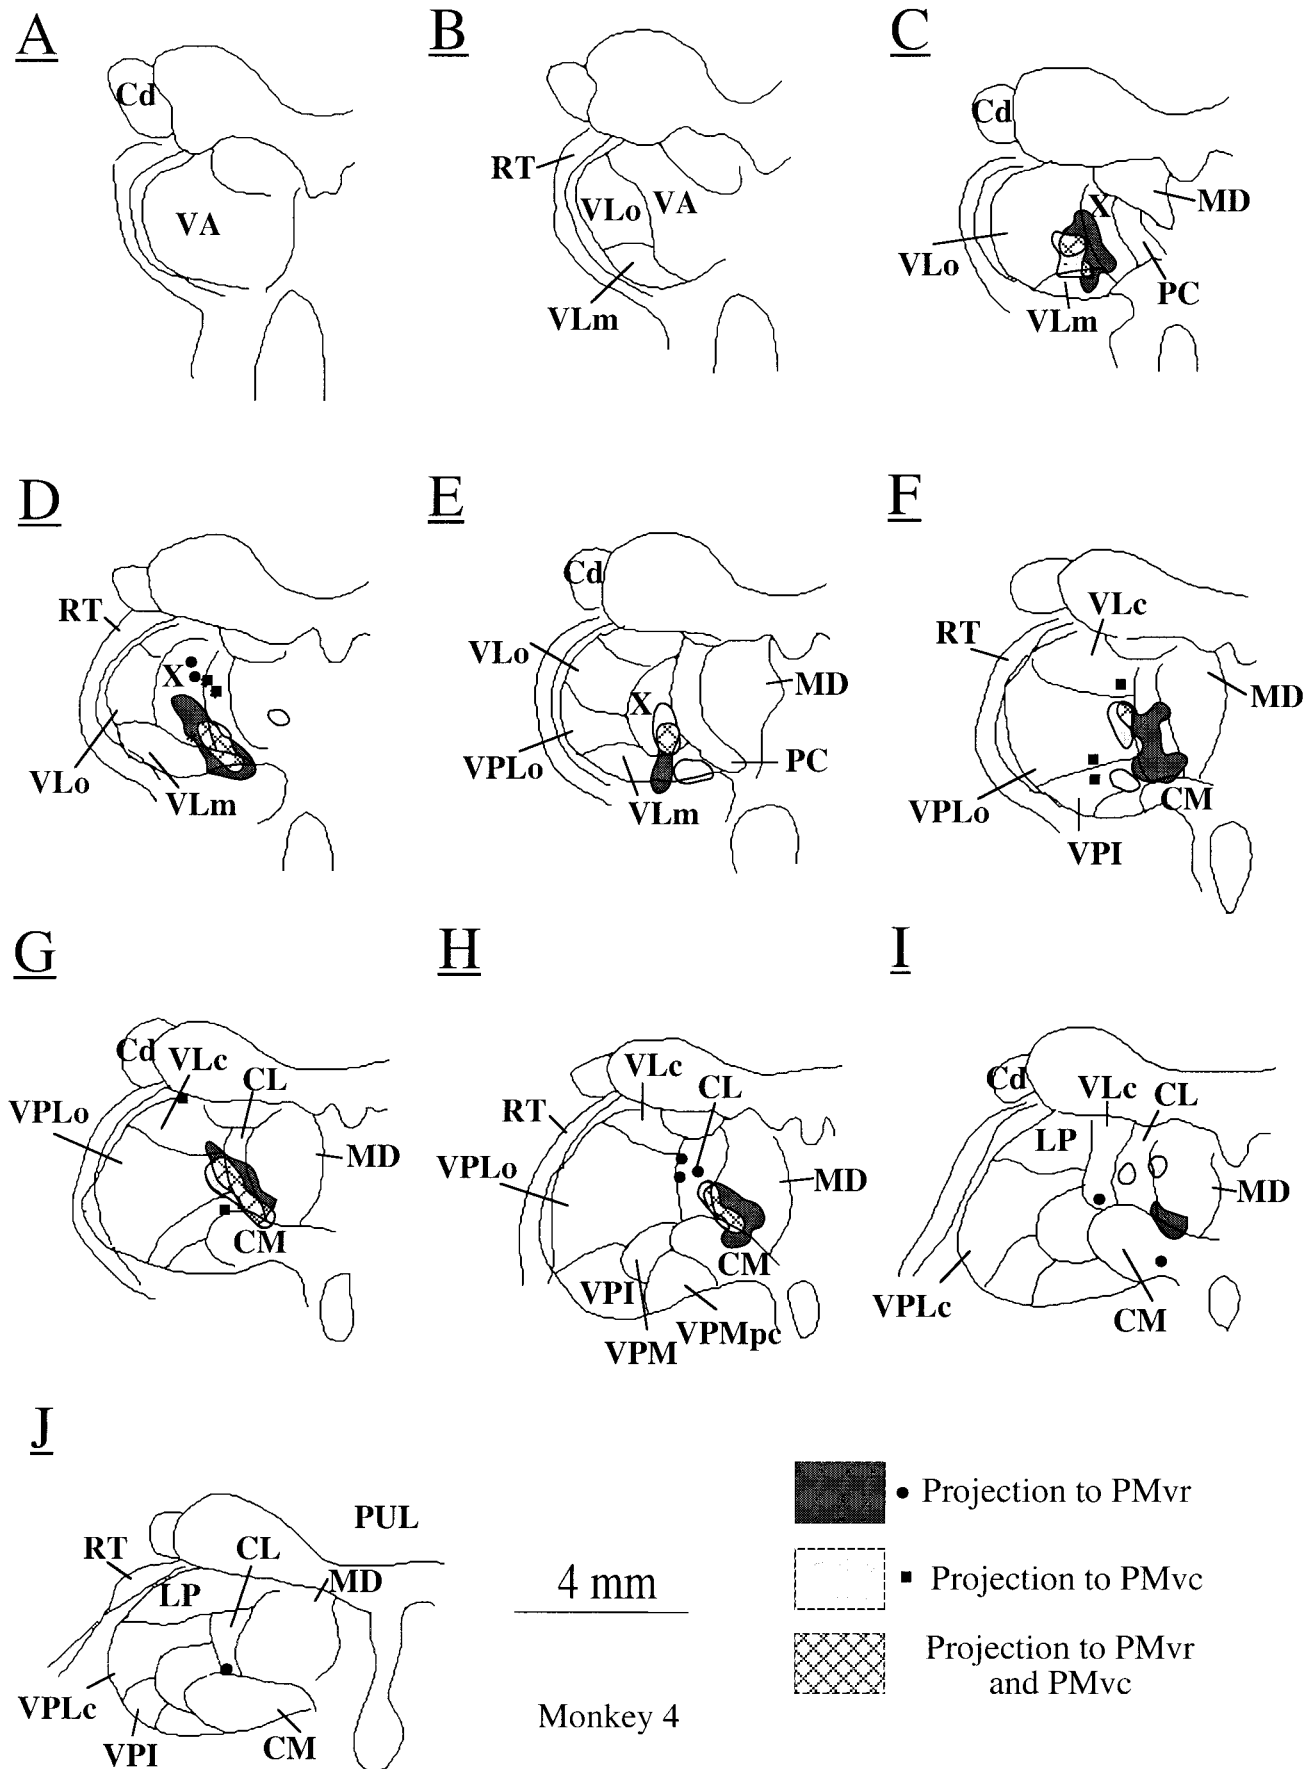 A
Cd
VA
B
RT
VLo
VA
VLm
C
Cd
X
MD
VLo
VLm
PC
D
RT
X
VLo
VLm
E
Cd
VLo
X
MD
VPLo
PC
VLm
F
VLc
RT
MD
VPLo
CM
VPI
G
Cd
VLc
CL
VPLo
MD
CM
H
VLc
CL
RT
VPLo
MD
CM
VPI
VPMpc
VPM
I
Cd
VLc
CL
LP
MD
VPLc
CM
J
PUL
RT
CL
MD
LP
VPLc
CM
VPI
4 mm
Monkey 4
Projection to PMvr
Projection to PMvc
Projection to PMvr
and PMvc